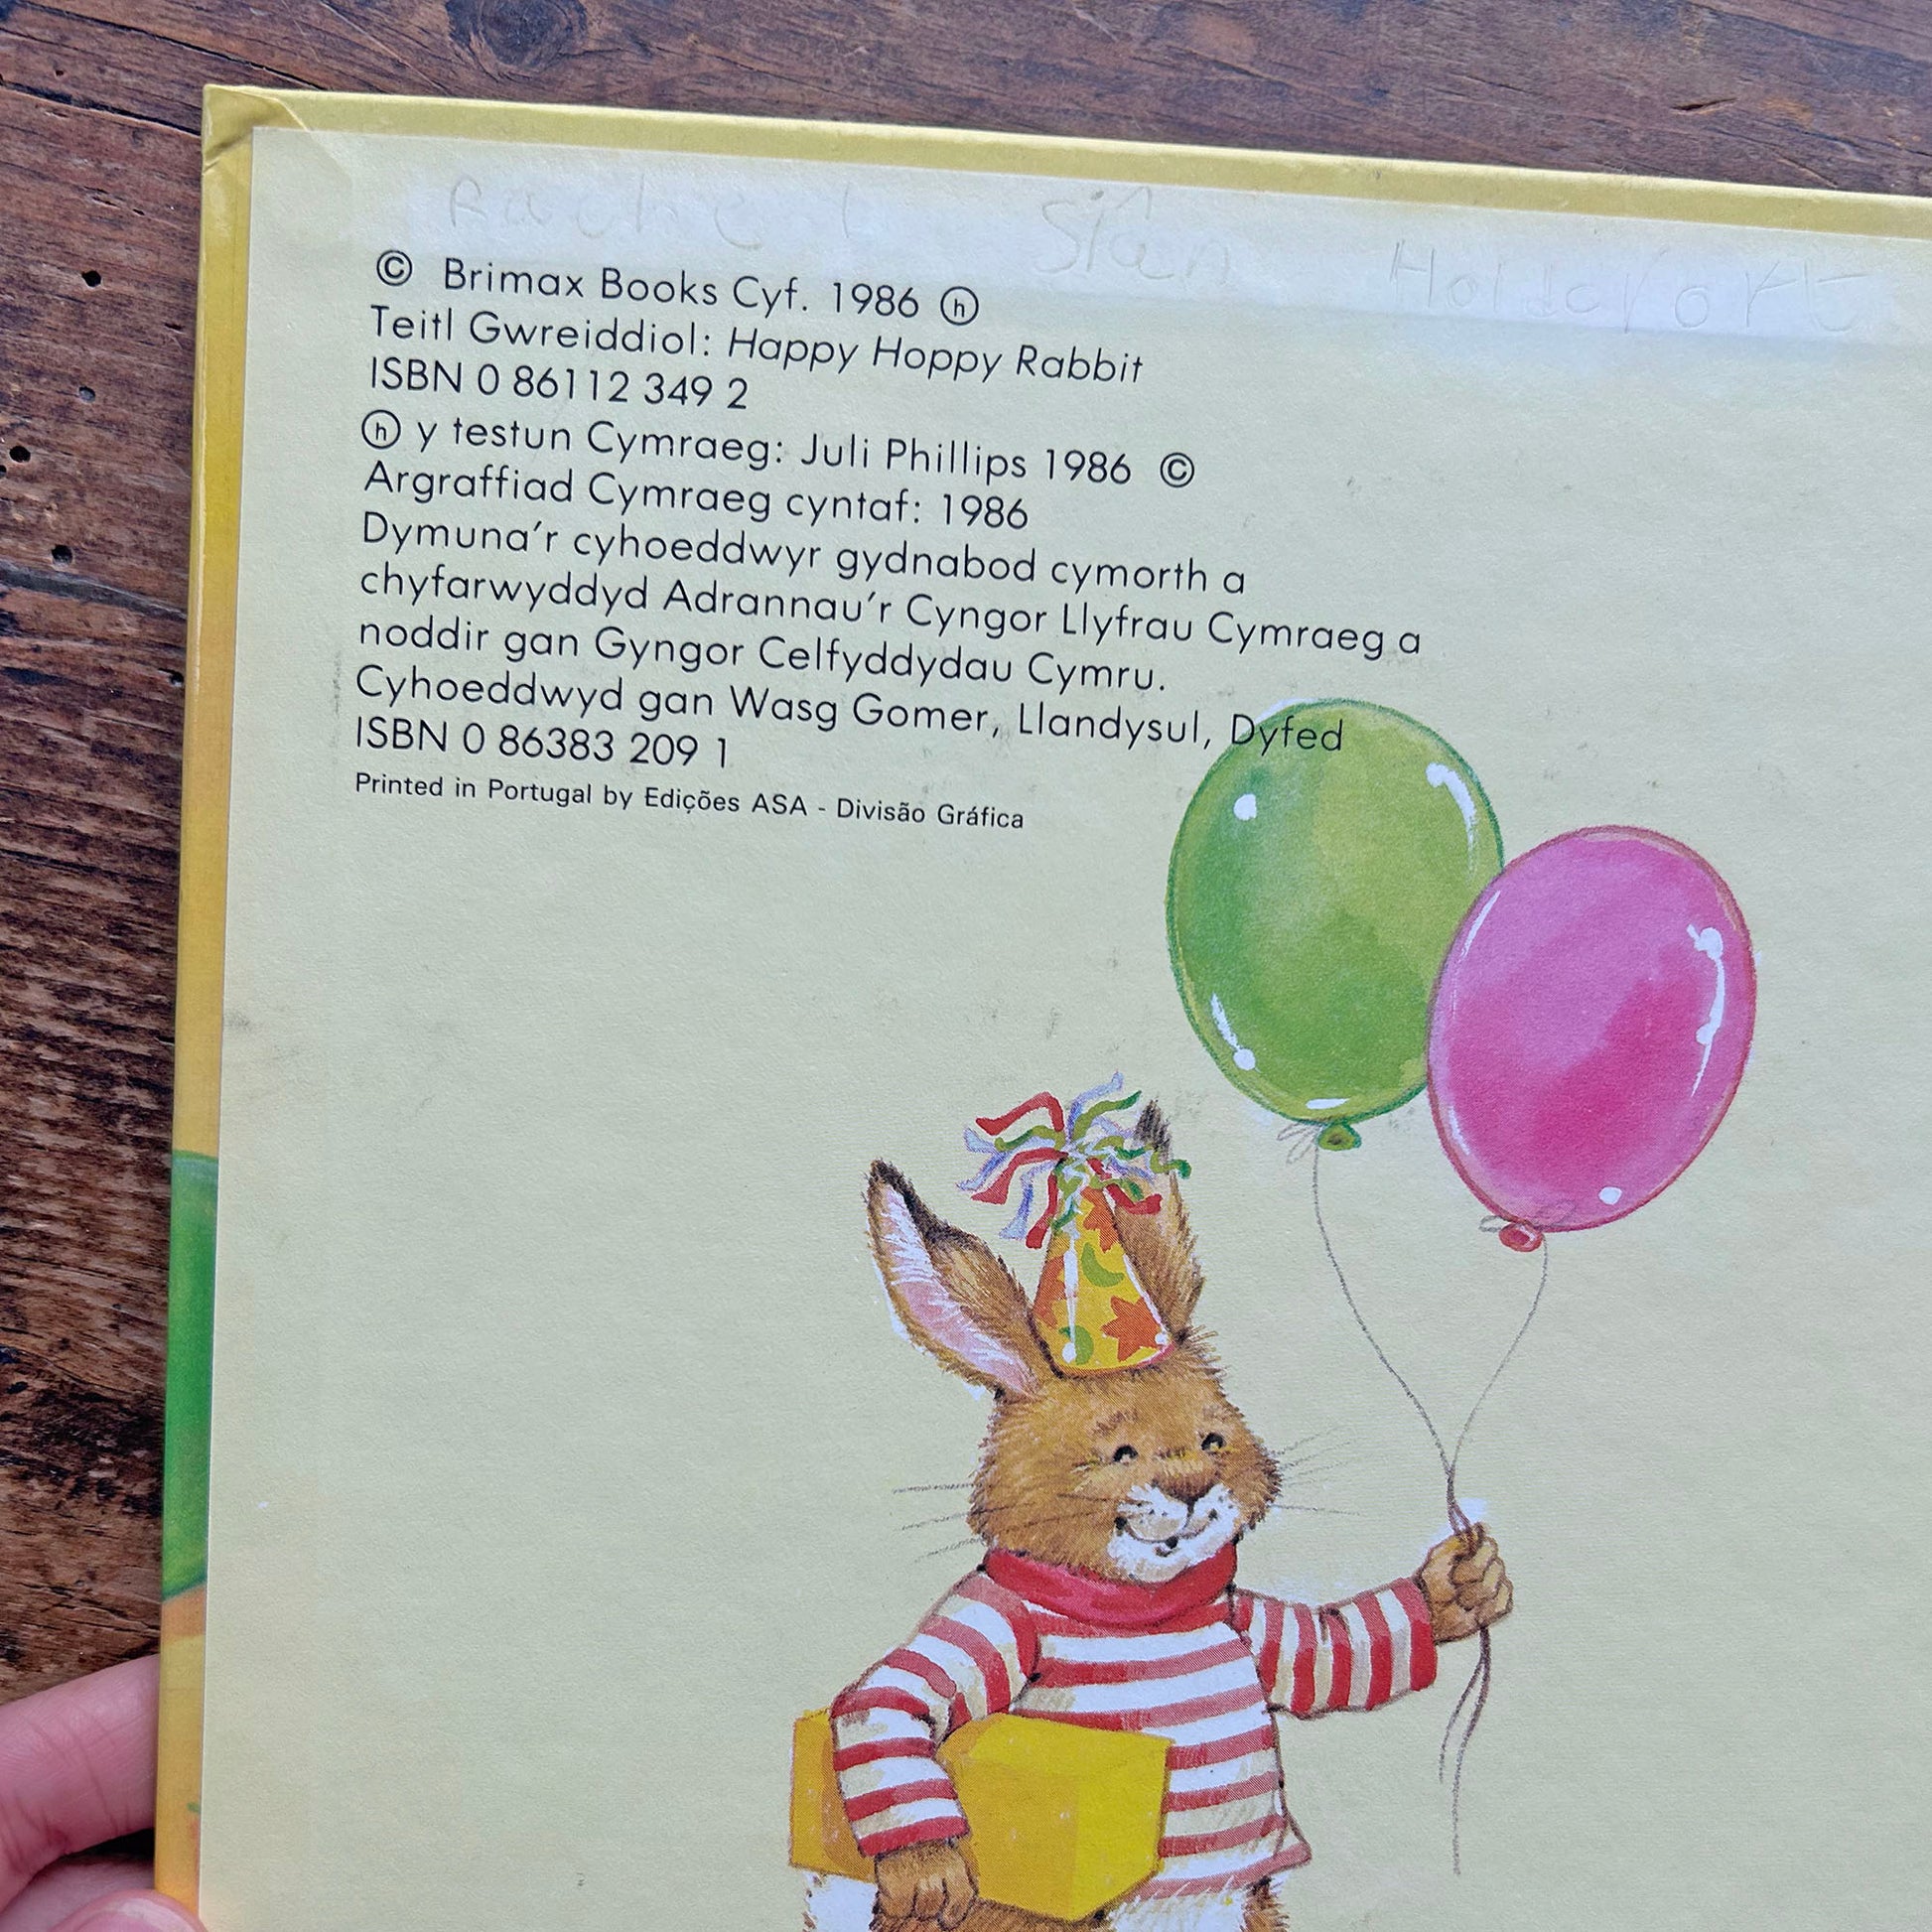 Rachel Siân
© Brimax Books Cyf. 1986 ⓗ
Teitl Gwreiddiol: Happy Hoppy Rabbit
ISBN 0 86112 349 2
ⓗ y testun Cymraeg: Juli Phillips 1986 ©
Argraffiad Cymraeg cyntaf: 1986
Dymuna'r cyhoeddwyr gydnabod cymorth a
chyfarwyddyd Adrannau'r Cyngor Llyfrau Cymraeg a
noddir gan Gyngor Celfyddydau Cymru.
Cyhoeddwyd gan Wasg Gomer, Llandysul, Dyfed
ISBN 0 86383 209 1
Printed in Portugal by Edições ASA - Divisão Gráfica